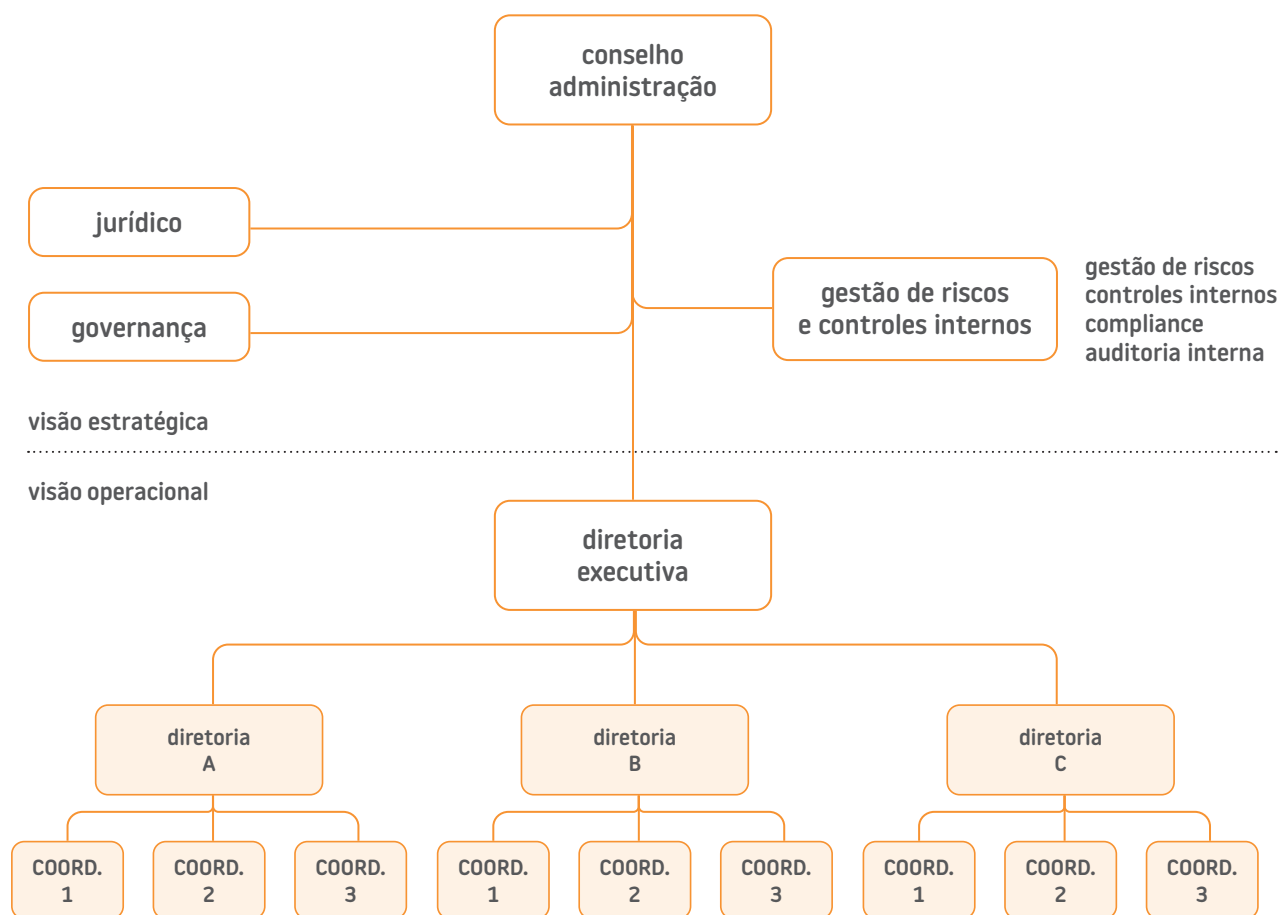 conselho
administração
jurídico
governança
gestão de riscos
e controles internos
gestão de riscos
controles internos
compliance
auditoria interna
visão estratégica
visão operacional
diretoria
executiva
diretoria
A
diretoria
B
diretoria
C
COORD.
1
COORD.
2
COORD.
3
COORD.
1
COORD.
2
COORD.
3
COORD.
1
COORD.
2
COORD.
3